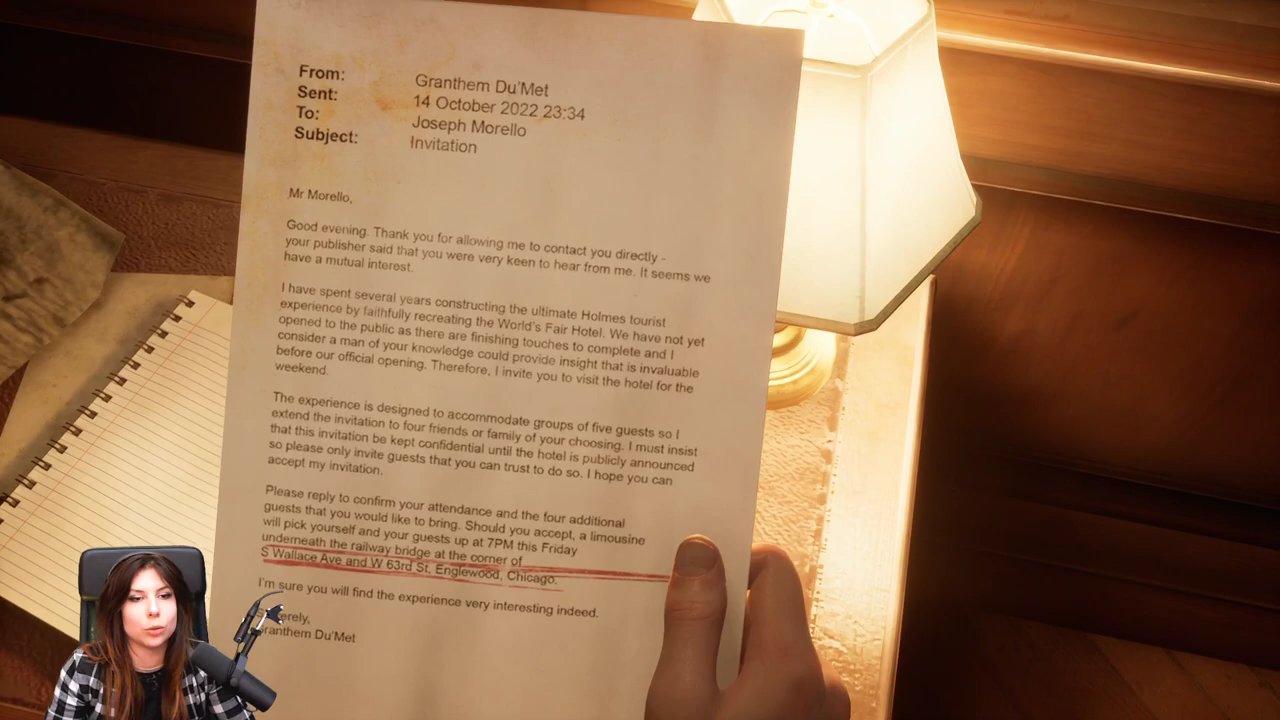 From: Granthem Du'Met
Sent: 14 October 2022 23:34
To: Joseph Morello
Subject: Invitation
Mr Morello,
Good evening. Thank you for allowing me to contact you directly -
your publisher said that you were very keen to hear from me. It seems we
have a mutual interest.
I have spent several years constructing the ultimate Holmes tourist
experience by faithfully recreating the World's Fair Hotel. We have not yet
opened to the public as there are finishing touches to complete and I
consider a man of your knowledge could provide insight that is invaluable
before our official opening. Therefore, I invite you to visit the hotel for the
weekend.
The experience is designed to accommodate groups of five guests so I
extend the invitation to four friends or family of your choosing. I must insist
that this invitation be kept confidential until the hotel is publicly announced
so please only invite guests that you can trust to do so. I hope you can
accept my invitation.
Please reply to confirm your attendance and the four additional
guests that you would like to bring. Should you accept, a limousine
will pick yourself and your guests up at 7PM this Friday
underneath the railway bridge at the corner of
S Wallace Ave and W 63rd St, Englewood, Chicago.
I'm sure you will find the experience very interesting indeed.
Granthem Du'Met